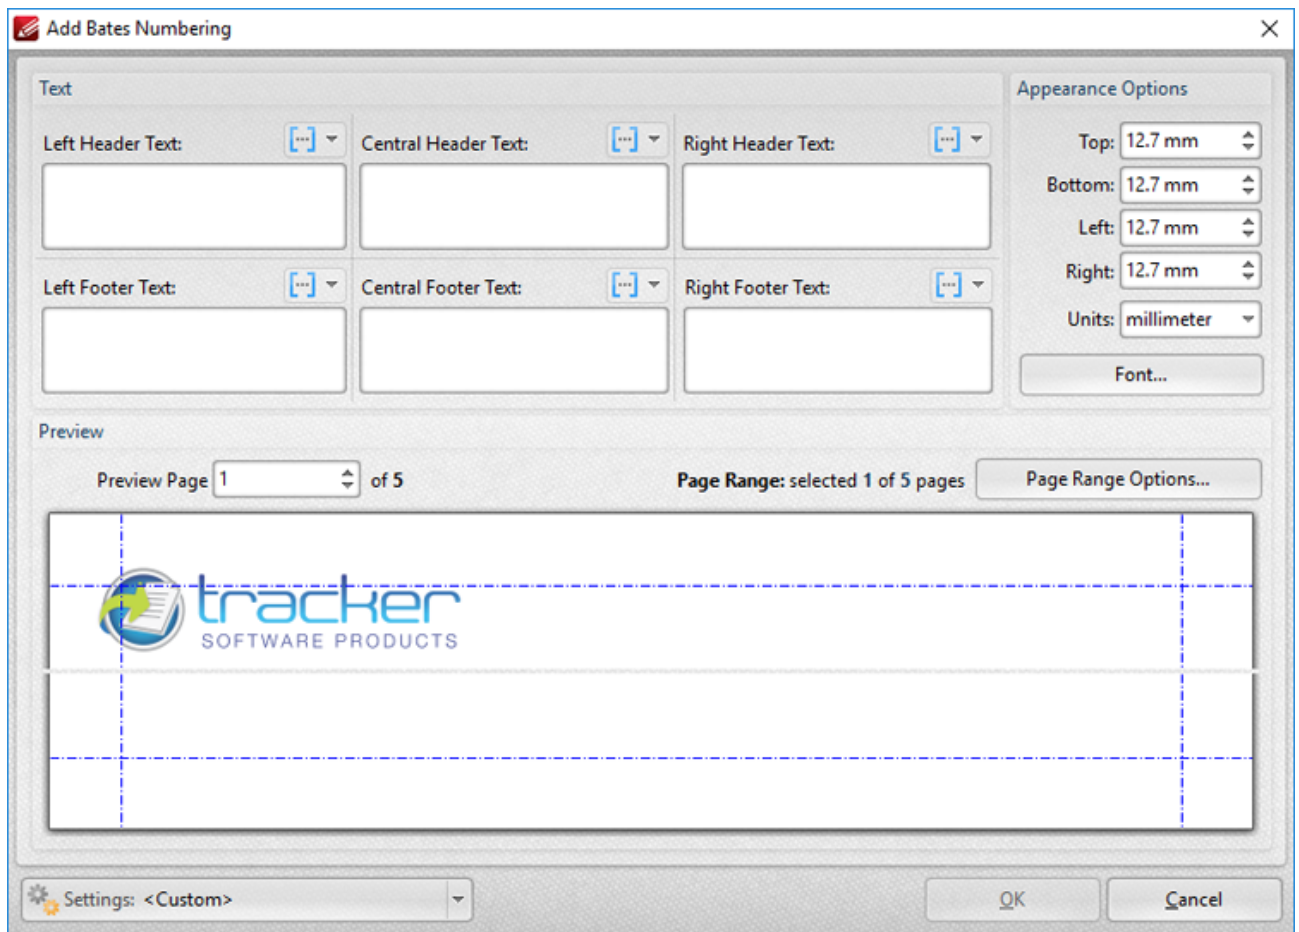 Add Bates Numbering
Text
Appearance Options
Left Header Text:
Central Header Text:
Right Header Text:
Top: 12.7 mm
Bottom: 12.7 mm
Left: 12.7 mm
Left Footer Text:
Central Footer Text:
Right Footer Text:
Right: 12.7 mm
Units: millimeter
Font...
Preview
Preview Page 1 of 5
Page Range: selected 1 of 5 pages
Page Range Options...
tracker
SOFTWARE PRODUCTS
Settings: <Custom>
OK
Cancel